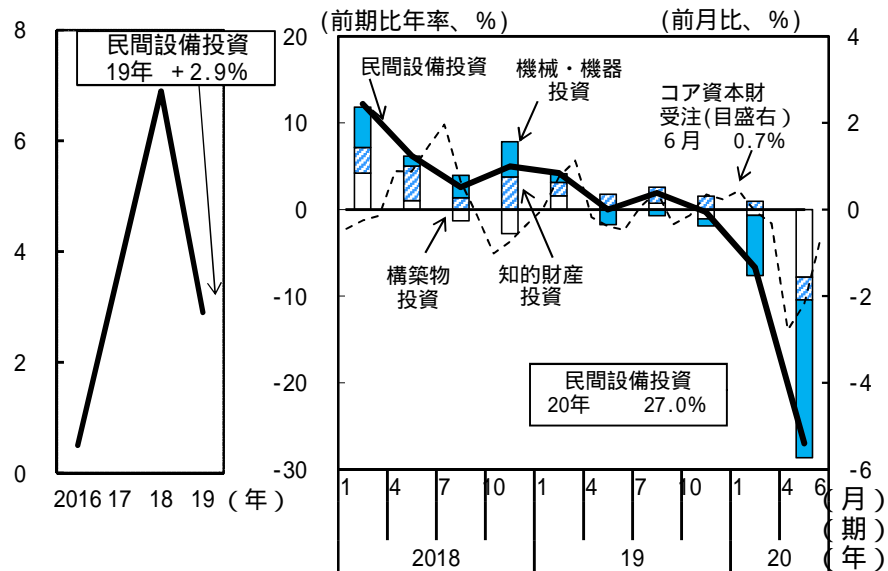 8
6
4
2
0
2016 17 18 19 （年）
民間設備投資
19年 +2.9%
(前期比年率、%)
(前月比、%)
20
10
0
-10
-20
-30
4
2
0
-2
-4
-6
民間設備投資
機械・機器
投資
コア資本財
受注(目盛右)
６月 0.7%
構築物
投資
知的財産
投資
民間設備投資
20年 27.0%
1 4 7 10 1 4 7 10 1 4 6
(月)
(期)
2018 19 20 (年)